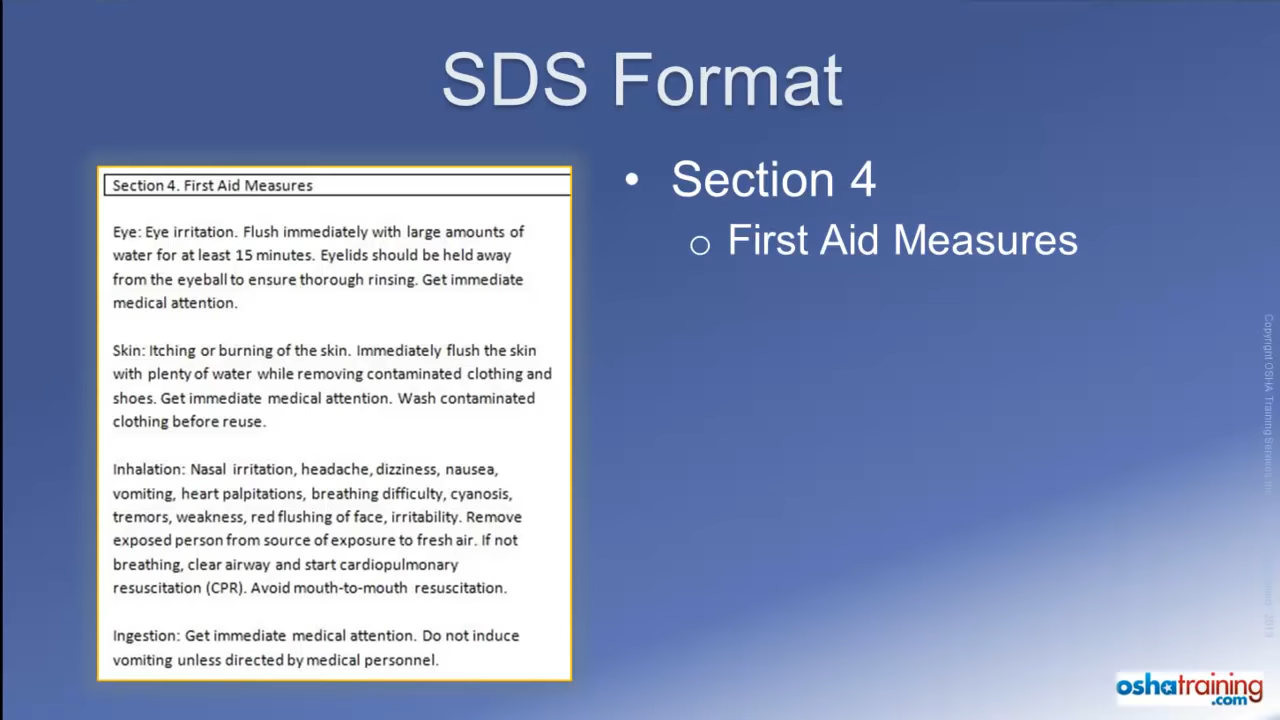 SDS Format
Section 4. First Aid Measures
Eye: Eye irritation. Flush immediately with large amounts of
water for at least 15 minutes. Eyelids should be held away
from the eyeball to ensure thorough rinsing. Get immediate
medical attention.
Skin: Itching or burning of the skin. Immediately flush the skin
with plenty of water while removing contaminated clothing and
shoes. Get immediate medical attention. Wash contaminated
clothing before reuse.
Inhalation: Nasal irritation, headache, dizziness, nausea,
vomiting, heart palpitations, breathing difficulty, cyanosis,
tremors, weakness, red flushing of face, irritability. Remove
exposed person from source of exposure to fresh air. If not
breathing, clear airway and start cardiopulmonary
resuscitation (CPR). Avoid mouth-to-mouth resuscitation.
Ingestion: Get immediate medical attention. Do not induce
vomiting unless directed by medical personnel.
• Section 4
o First Aid Measures
Copyright OSHA Training Services
2019
oshatraining
.com